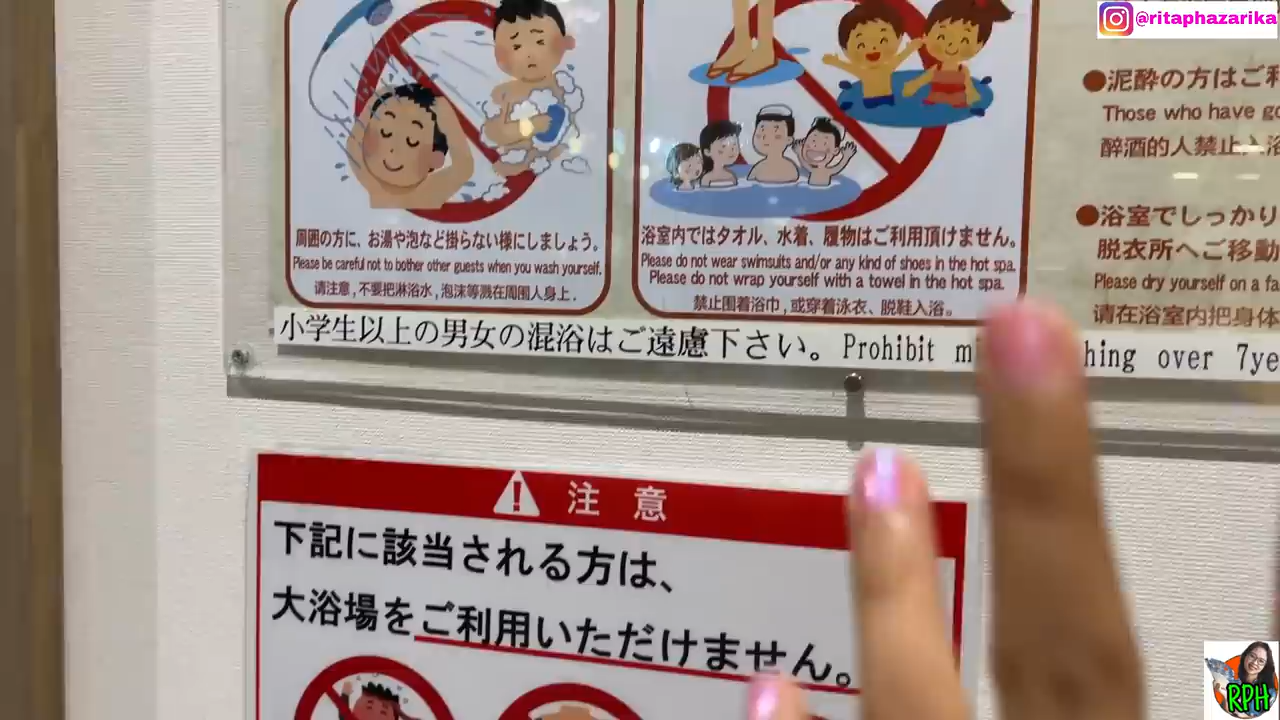 @ritaphazarika
周囲の方に、お湯や泡など掛らない様にしましょう。
Please be careful not to bother other guests when you wash yourself.
请注意,不要把淋浴水,泡沫等溅在周围人身上.
浴室内ではタオル、水着、履物はご利用頂けません。
Please do not wear swimsuits and/or any kind of shoes in the hot spa.
Please do not wrap yourself with a towel in the hot spa.
禁止围着浴巾,或穿着泳衣、脱鞋入浴。
●泥酔の方はご利
Those who have
醉酒的人禁止入浴
●浴室でしっかり
脱衣所へご移動
Please dry yourself on a
请在浴室内把身体
小学生以上の男女の混浴はご遠慮下さい。 Prohibit over
注意
下記に該当される方は、
大浴場をご利用いただけません。
RPH